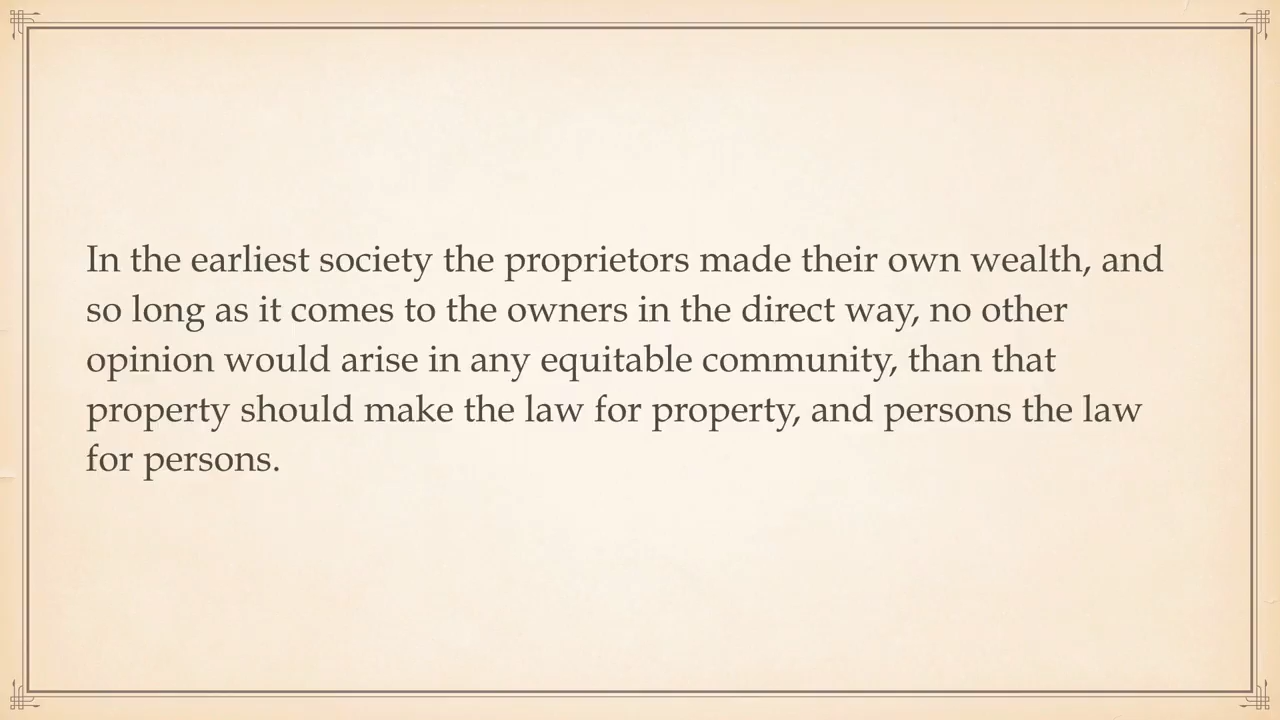 In the earliest society the proprietors made their own wealth, and
so long as it comes to the owners in the direct way, no other
opinion would arise in any equitable community, than that
property should make the law for property, and persons the law
for persons.